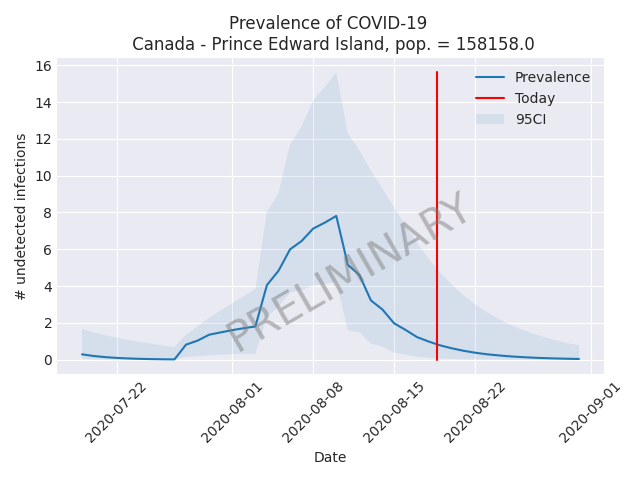 Prevalence of COVID-19
Canada - Prince Edward Island, pop. = 158158.0
16
14
12
10
8
6
4
2
0
# undetected infections
Prevalence
Today
95CI
PRELIMINARY
2020-07-22
2020-08-01
2020-08-08
2020-08-15
2020-08-22
2020-09-01
Date